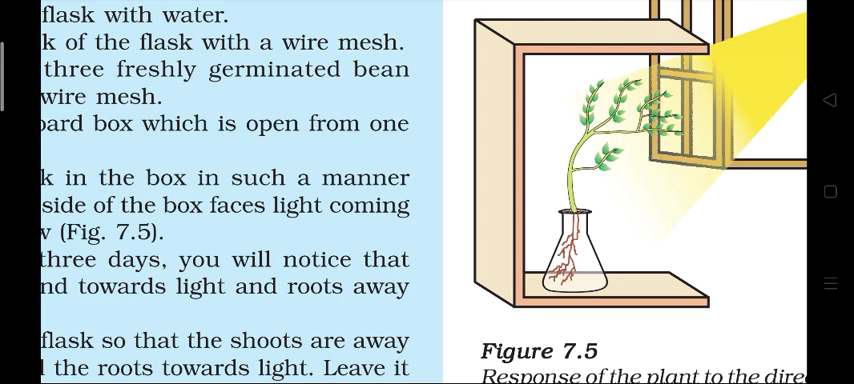 flask with water.
k of the flask with a wire mesh.
three freshly germinated bean
wire mesh.
oard box which is open from one
k in the box in such a manner
side of the box faces light coming
w (Fig. 7.5).
three days, you will notice that
nd towards light and roots away
flask so that the shoots are away
the roots towards light. Leave it
Figure 7.5
Response of the plant to the direc